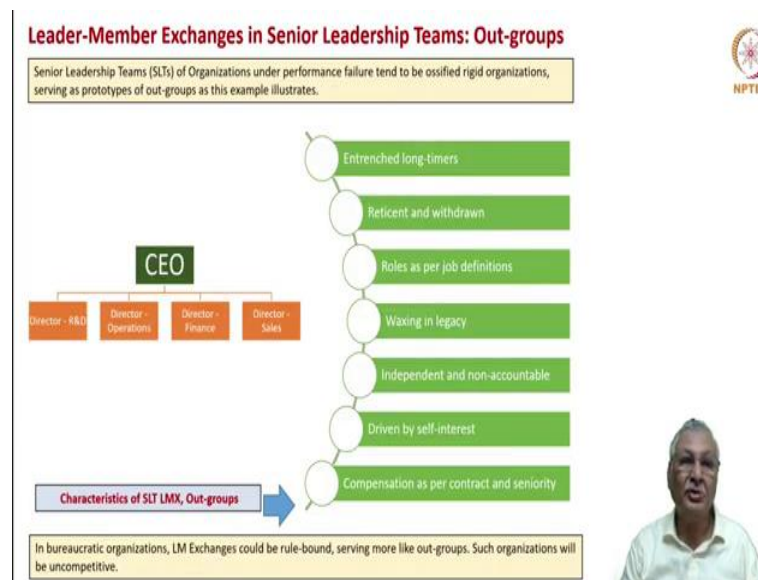 Leader-Member Exchanges in Senior Leadership Teams: Out-groups
Senior Leadership Teams (SLTs) of Organizations under performance failure tend to be ossified rigid organizations,
serving as prototypes of out-groups as this example illustrates.
NPTE
Entrenched long-timers
Reticent and withdrawn
Roles as per job definitions
CEO
Director - R&D
Director -
Operations
Director -
Finance
Director -
Sales
Waxing in legacy
Independent and non-accountable
Driven by self-interest
Compensation as per contract and seniority
Characteristics of SLT LMX, Out-groups
In bureaucratic organizations, LM Exchanges could be rule-bound, serving more like out-groups. Such organizations will
be uncompetitive.